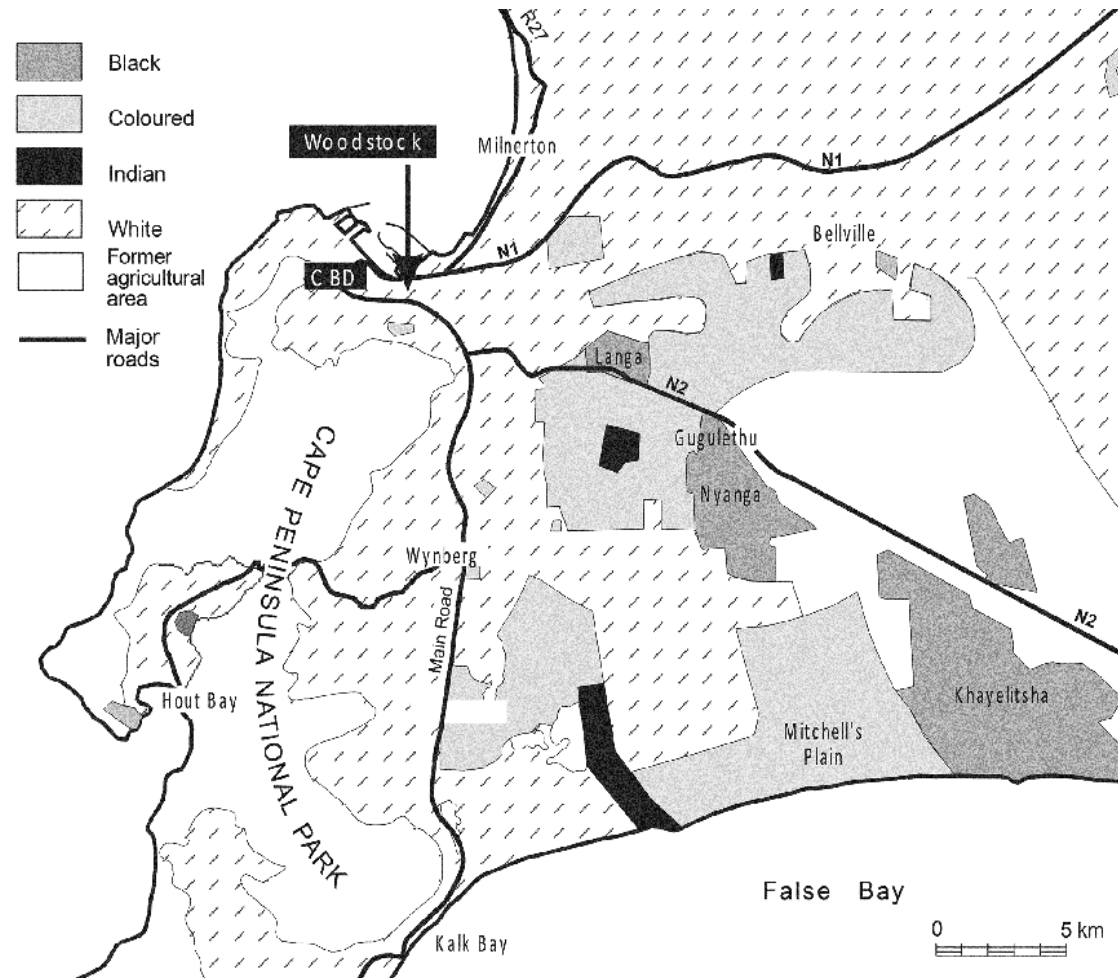 Black
Coloured
Indian
White
Former
agricultural
area
Major
roads
R27
Woodstock
Milnerton
N1
Bellville
N1
CBD
Langa
N2
Gugulethu
Nyanga
CAPE PENINSULA NATIONAL PARK
Wynberg
Main Road
N2
Hout Bay
Khayelitsha
Mitchell's
Plain
False Bay
0 5 km
Kalk Bay